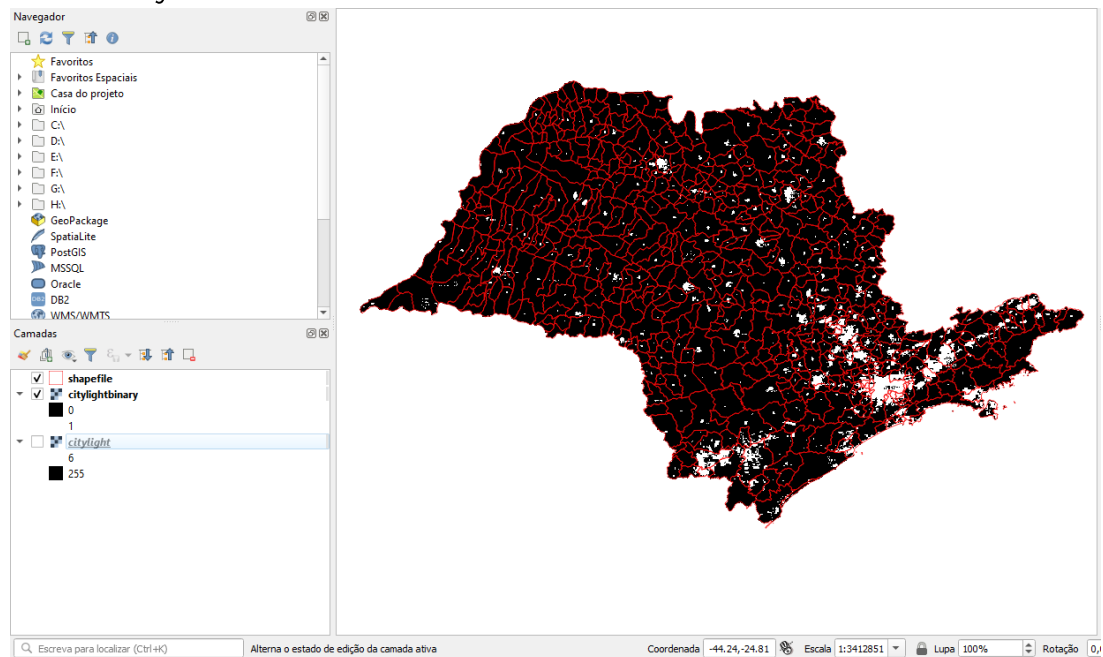 Navegador
Favoritos
Favoritos Espaciais
Casa do projeto
Início
C:\
D:\
E:\
F:\
G:\
H:\
GeoPackage
SpatiaLite
PostGIS
MSSQL
Oracle
DB2
WMS/WMTS
Camadas
shapefile
citylightbinary
0
1
citylight
6
255
Escreva para localizar (Ctrl+K)
Alterna o estado de edição da camada ativa
Coordenada -44.24,-24.81 Escala 1:3412851 Lupa 100% Rotação